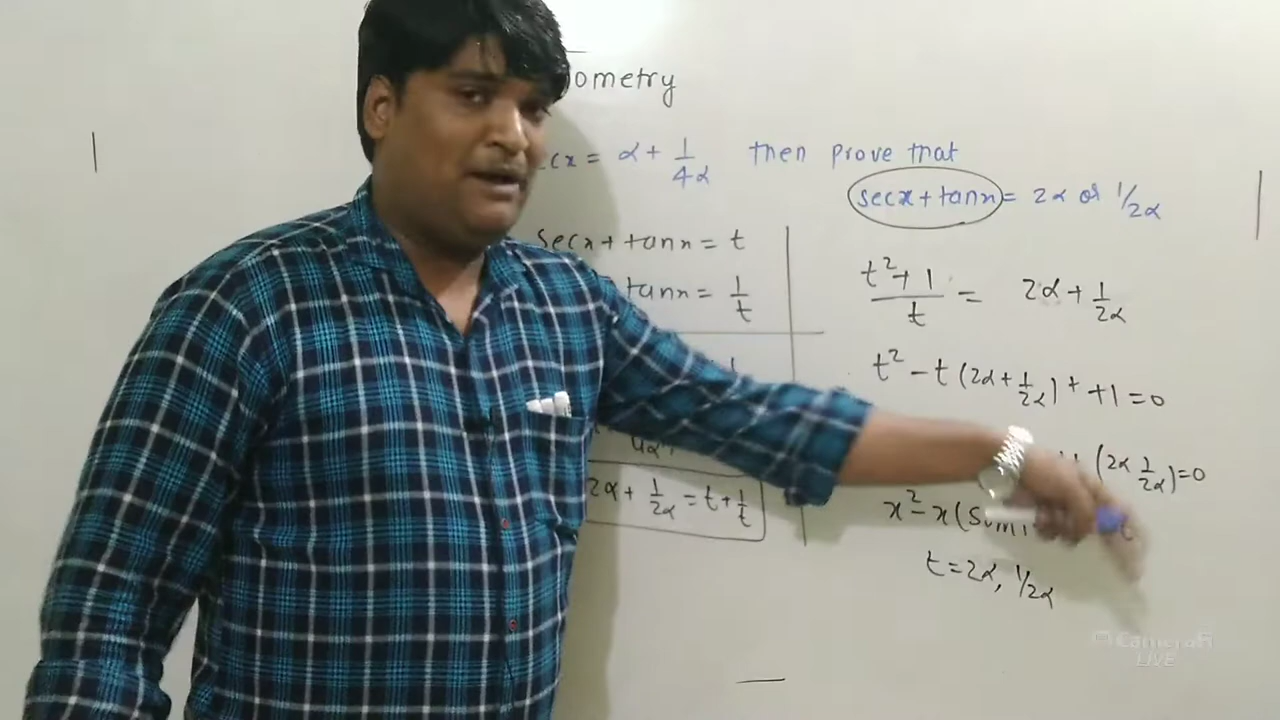 ometry
cx = α + 1/4α then prove that
secx + tanx = 2α or 1/2α
secx + tanx = t
tanx = 1/t
2α + 1/2α = t + 1/t
t² + 1 / t = 2α + 1/2α
t² - t (2α + 1/2α) + + 1 = 0
(2α 1/2α) = 0
x² - x (Sum)
t = 2α, 1/2α
CameraFi
LIVE